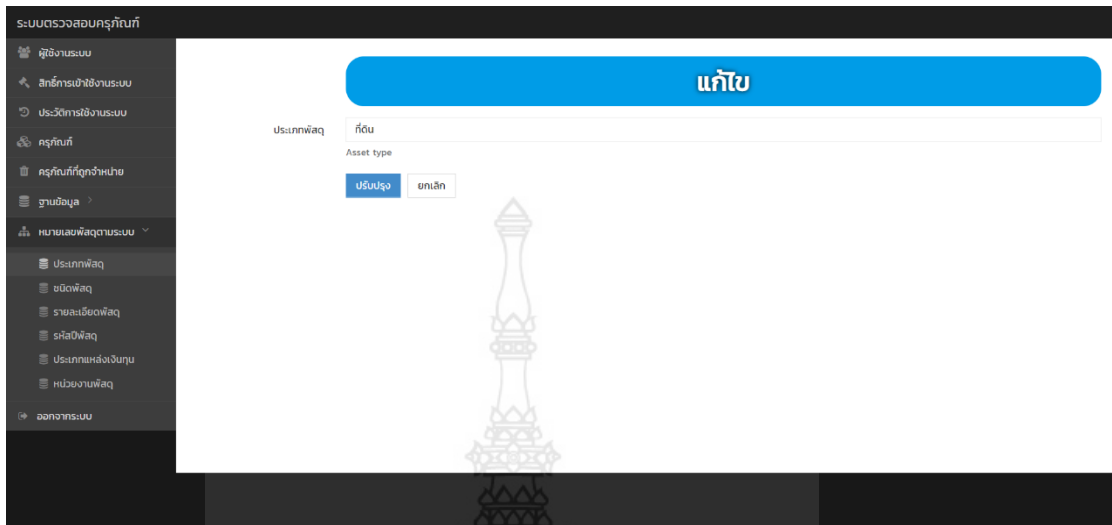 ระบบตรวจสอบครุภัณฑ์
ผู้ใช้งานระบบ
สิทธิ์การเข้าใช้งานระบบ
ประวัติการใช้งานระบบ
ครุภัณฑ์
ครุภัณฑ์ที่ถูกจำหน่าย
ฐานข้อมูล
หมายเลขพัสดุตามระบบ
ประเภทพัสดุ
ชนิดพัสดุ
รายละเอียดพัสดุ
รหัสปีพัสดุ
ประเภทแหล่งเงินทุน
หน่วยงานพัสดุ
ออกจากระบบ
แก้ไข
ประเภทพัสดุ ที่ดิน
Asset type
ปรับปรุง ยกเลิก